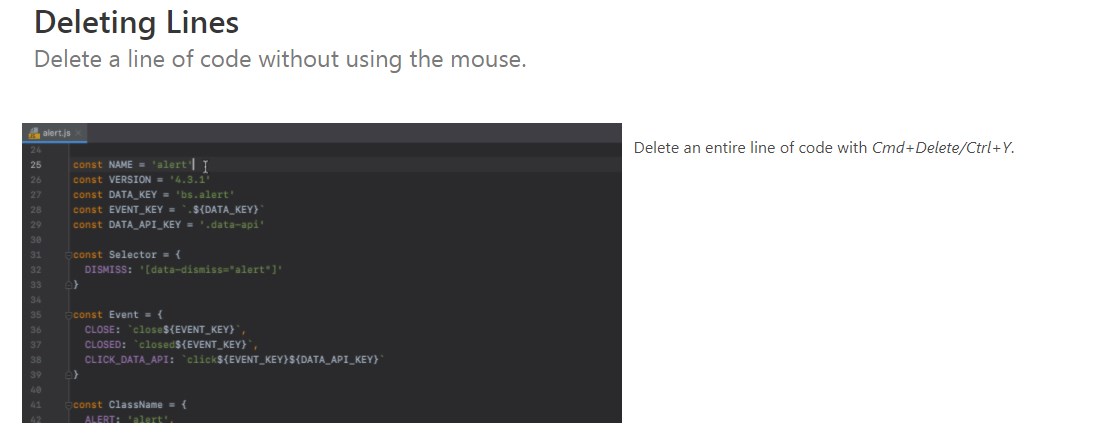 Deleting Lines
Delete a line of code without using the mouse.
alert.js
Delete an entire line of code with Cmd+Delete/Ctrl+Y.
24
25 const NAME = 'alert'
26 const VERSION = '4.3.1'
27 const DATA_KEY = 'bs.alert'
28 const EVENT_KEY = `.${DATA_KEY}`
29 const DATA_API_KEY = '.data-api'
30
31 const Selector = {
32 DISMISS: '[data-dismiss="alert"]'
33 }
34
35 const Event = {
36 CLOSE: `close${EVENT_KEY}`,
37 CLOSED: `closed${EVENT_KEY}`,
38 CLICK_DATA_API: `click${EVENT_KEY}${DATA_API_KEY}`
39 }
40
41 const ClassName = {
42 ALERT: 'alert',